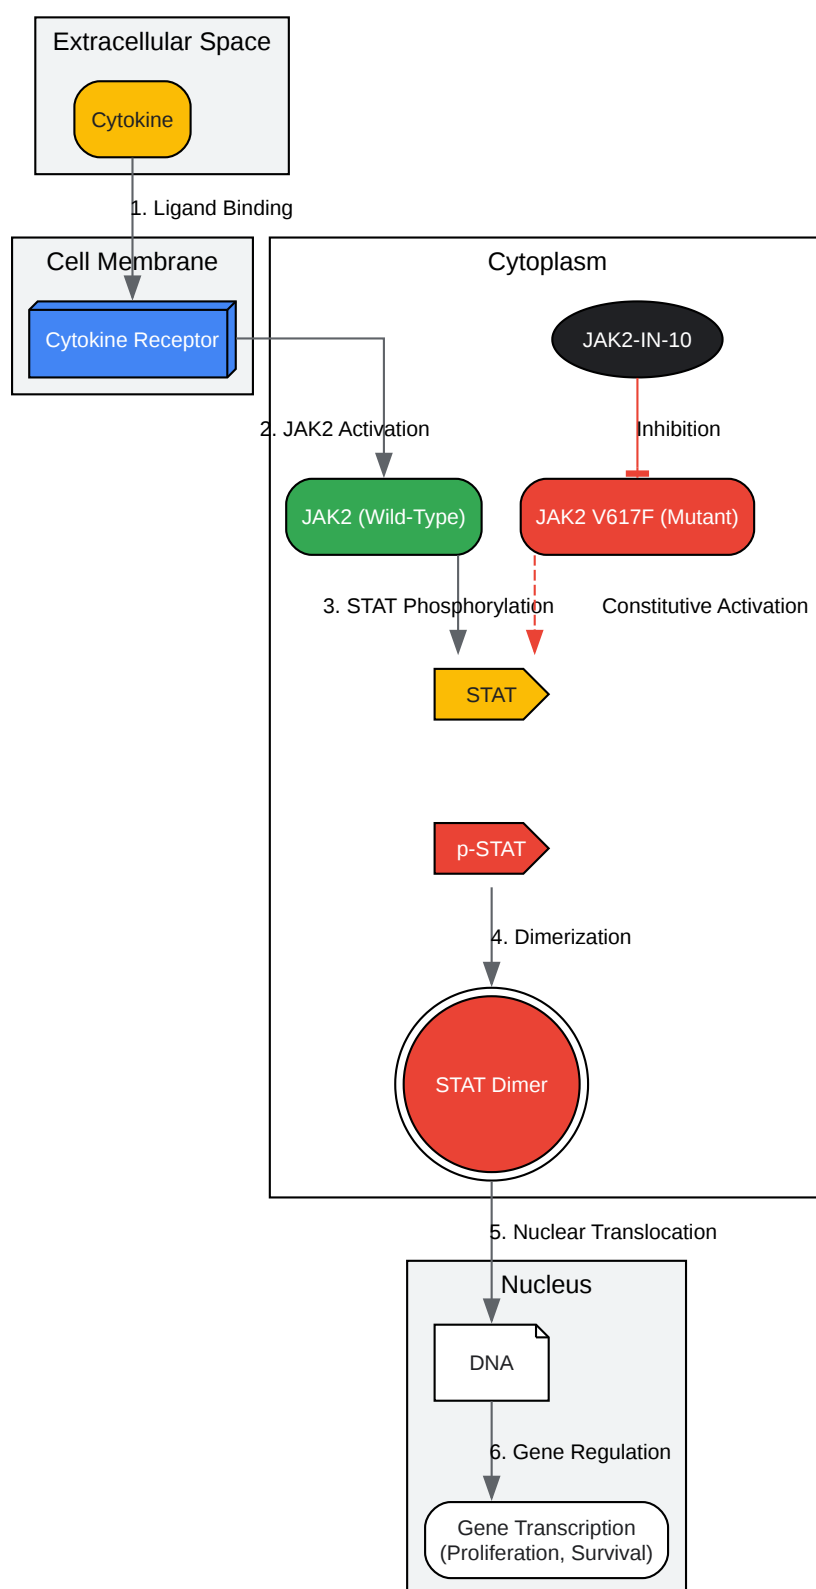 Extracellular Space
Cytokine
1. Ligand Binding
Cell Membrane
Cytokine Receptor
Cytoplasm
JAK2-IN-10
2. JAK2 Activation
Inhibition
JAK2 (Wild-Type)
JAK2 V617F (Mutant)
3. STAT Phosphorylation
Constitutive Activation
STAT
p-STAT
4. Dimerization
STAT Dimer
5. Nuclear Translocation
Nucleus
DNA
6. Gene Regulation
Gene Transcription
(Proliferation, Survival)